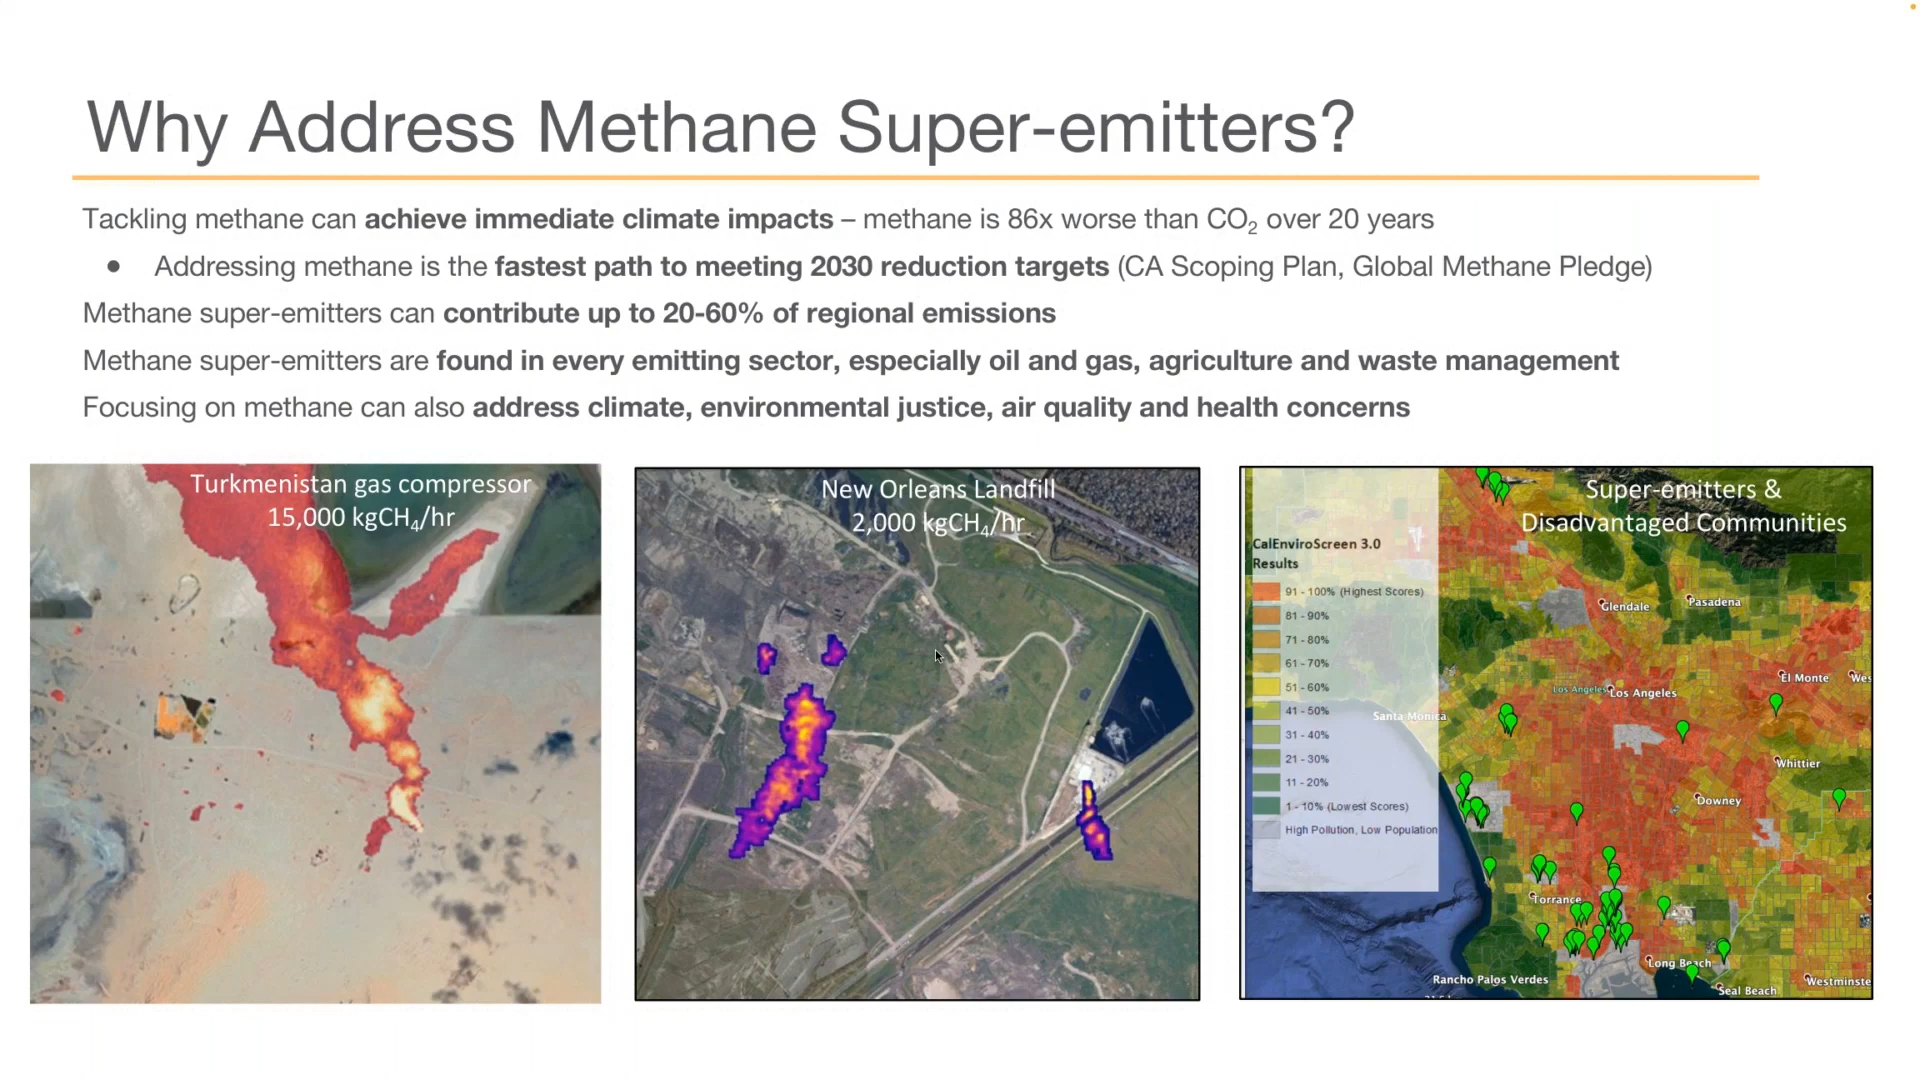 Why Address Methane Super-emitters?
Tackling methane can achieve immediate climate impacts – methane is 86x worse than CO₂ over 20 years
● Addressing methane is the fastest path to meeting 2030 reduction targets (CA Scoping Plan, Global Methane Pledge)
Methane super-emitters can contribute up to 20-60% of regional emissions
Methane super-emitters are found in every emitting sector, especially oil and gas, agriculture and waste management
Focusing on methane can also address climate, environmental justice, air quality and health concerns
Turkmenistan gas compressor
15,000 kgCH₄/hr
New Orleans Landfill
2,000 kgCH₄/hr
Super-emitters &
Disadvantaged Communities
CalEnviroScreen 3.0
Results
91 - 100% (Highest Scores)
81 - 90%
71 - 80%
61 - 70%
51 - 60%
41 - 50%
31 - 40%
21 - 30%
11 - 20%
1 - 10% (Lowest Scores)
High Pollution, Low Population
Glendale
Pasadena
El Monte
Wes
Los Angeles
Los Angeles
Santa Monica
Whittier
Downey
Torrance
Long Beach
Rancho Palos Verdes
Seal Beach
Westminste